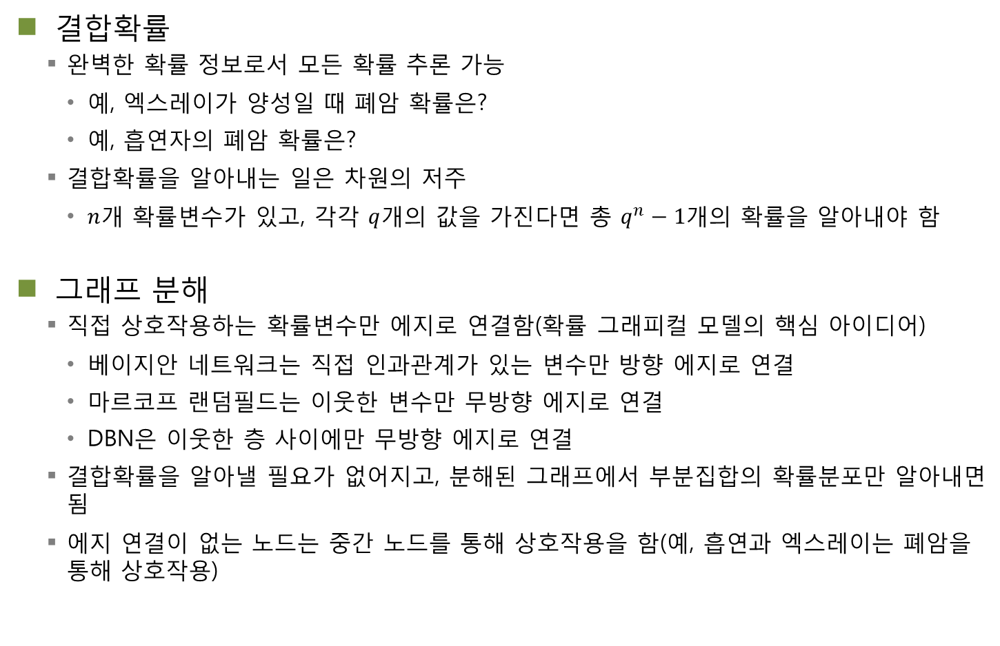 결합확률
완벽한 확률 정보로서 모든 확률 추론 가능
예, 엑스레이가 양성일 때 폐암 확률은?
예, 흡연자의 폐암 확률은?
결합확률을 알아내는 일은 차원의 저주
n개 확률변수가 있고, 각각 q개의 값을 가진다면 총 qⁿ − 1개의 확률을 알아내야 함
그래프 분해
직접 상호작용하는 확률변수만 에지로 연결함(확률 그래피컬 모델의 핵심 아이디어)
베이지안 네트워크는 직접 인과관계가 있는 변수만 방향 에지로 연결
마르코프 랜덤필드는 이웃한 변수만 무방향 에지로 연결
DBN은 이웃한 층 사이에만 무방향 에지로 연결
결합확률을 알아낼 필요가 없어지고, 분해된 그래프에서 부분집합의 확률분포만 알아내면
됨
에지 연결이 없는 노드는 중간 노드를 통해 상호작용을 함(예, 흡연과 엑스레이는 폐암을
통해 상호작용)